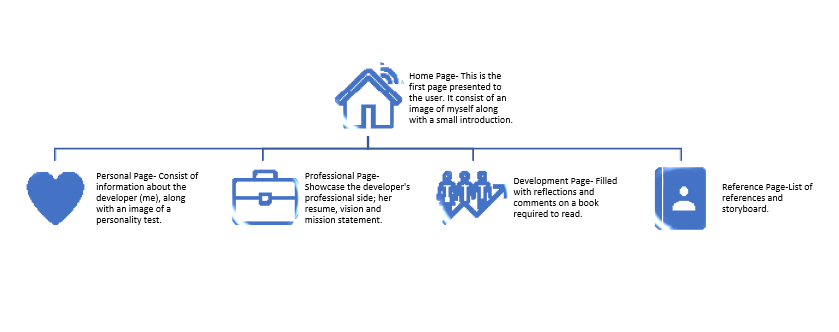 Home Page- This is the
first page presented to
the user. It consist of an
image of myself along
with a small introduction.
Personal Page- Consist of
information about the
developer (me), along
with an image of a
personality test.
Professional Page-
Showcase the developer's
professional side; her
resume, vision and
mission statement.
Development Page- Filled
with reflections and
comments on a book
required to read.
Reference Page-List of
references and
storyboard.